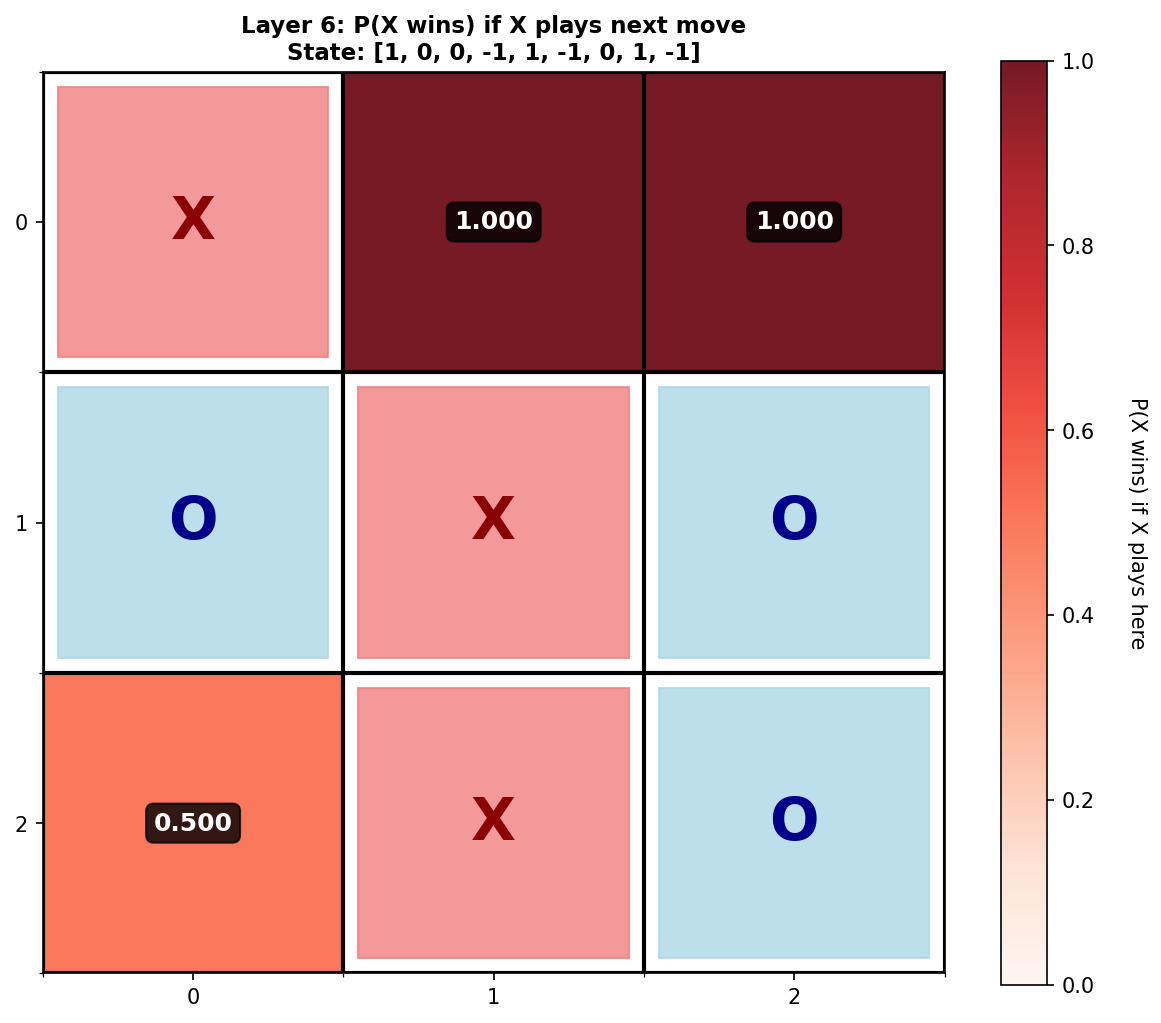 Layer 6: P(X wins) if X plays next move
State: [1, 0, 0, -1, 1, -1, 0, 1, -1]
0
X
1.000
1.000
1
O
X
O
2
0.500
X
O
0
1
2
1.0
0.8
0.6
0.4
0.2
0.0
P(X wins) if X plays here